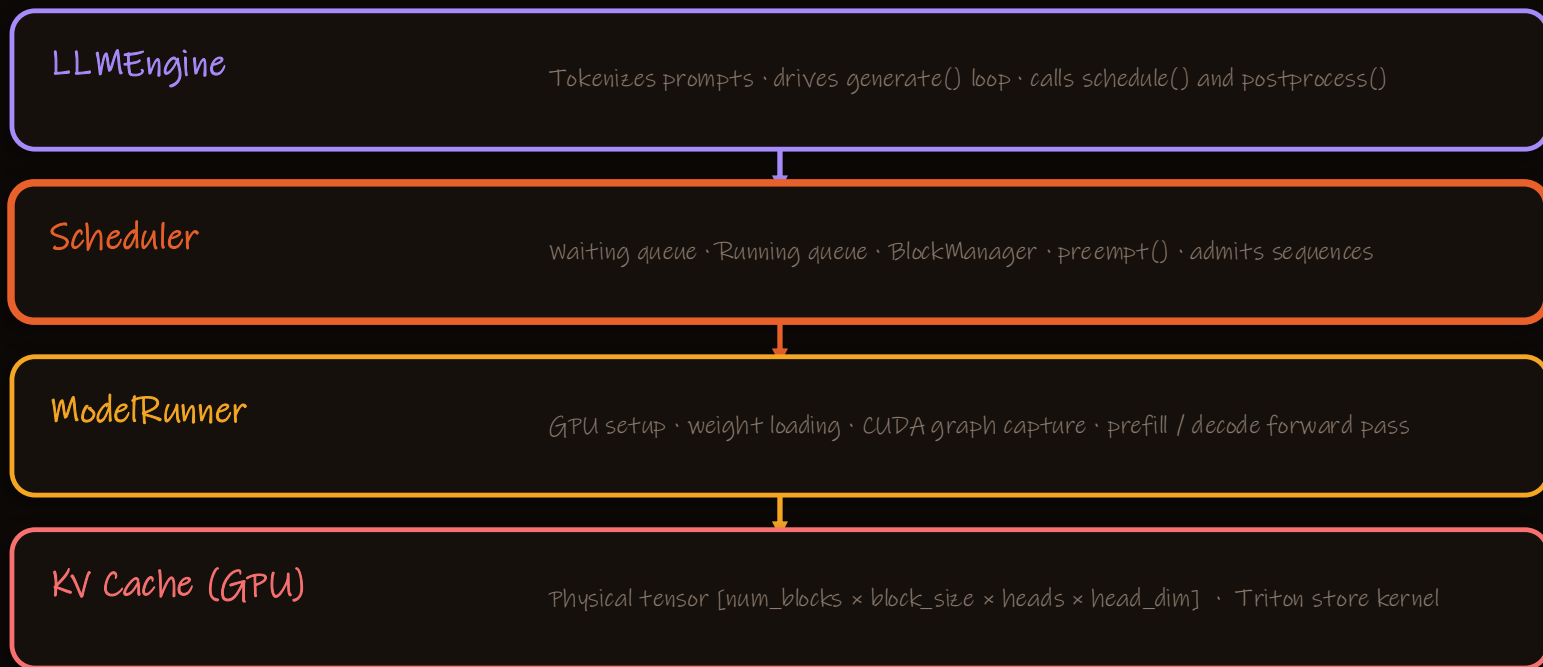 LLMEngine
Tokenizes prompts · drives generate() loop · calls schedule() and postprocess()
Scheduler
Waiting queue · Running queue · BlockManager · preempt() · admits sequences
ModelRunner
GPU setup · weight loading · CUDA graph capture · prefill / decode forward pass
KV Cache (GPU)
Physical tensor [num_blocks × block_size × heads × head_dim] · Triton store kernel